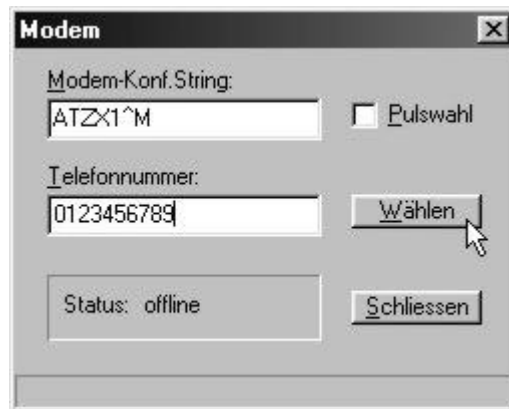 Modem
Modem-Konf.String:
ATZX1^M
Pulswahl
Telefonnummer:
0123456789
Wählen
Status: offline
Schliessen